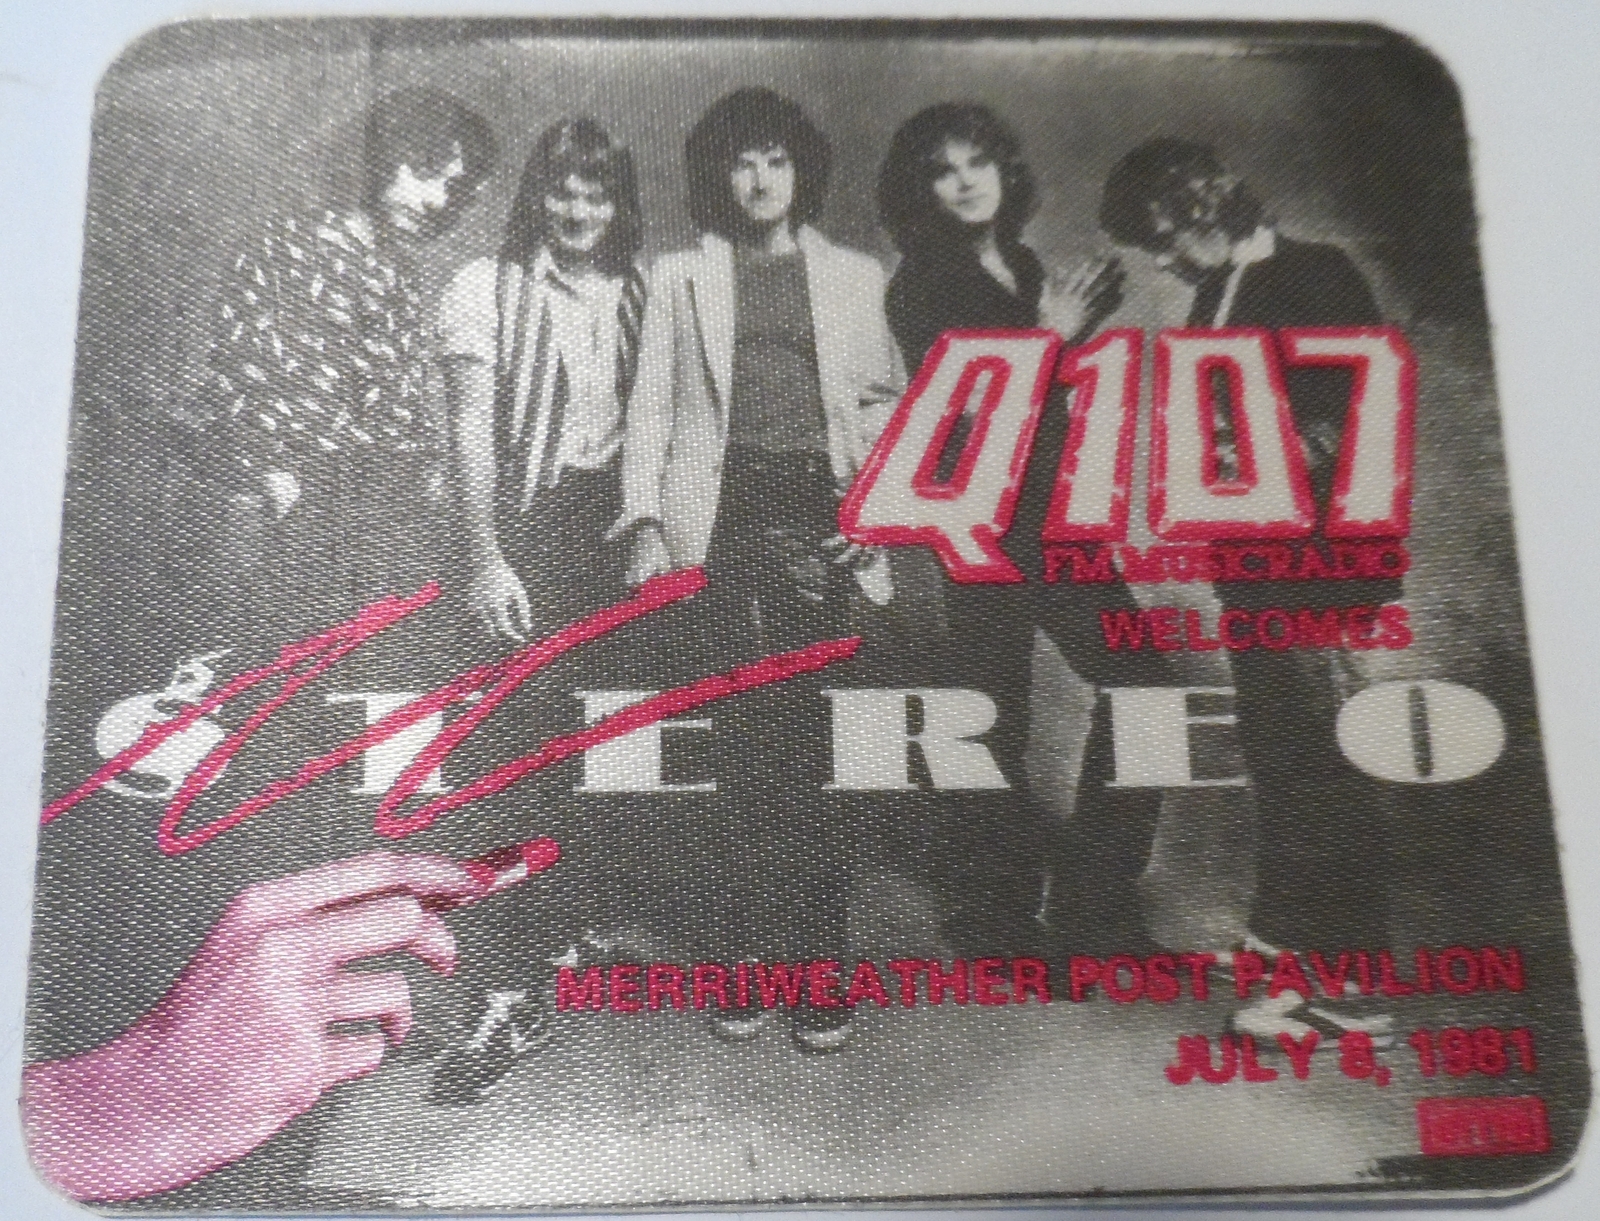 Q107
FM MUSICRADIO
WELCOMES
STEREO
MERRIWEATHER POST PAVILION
JULY 8, 1981